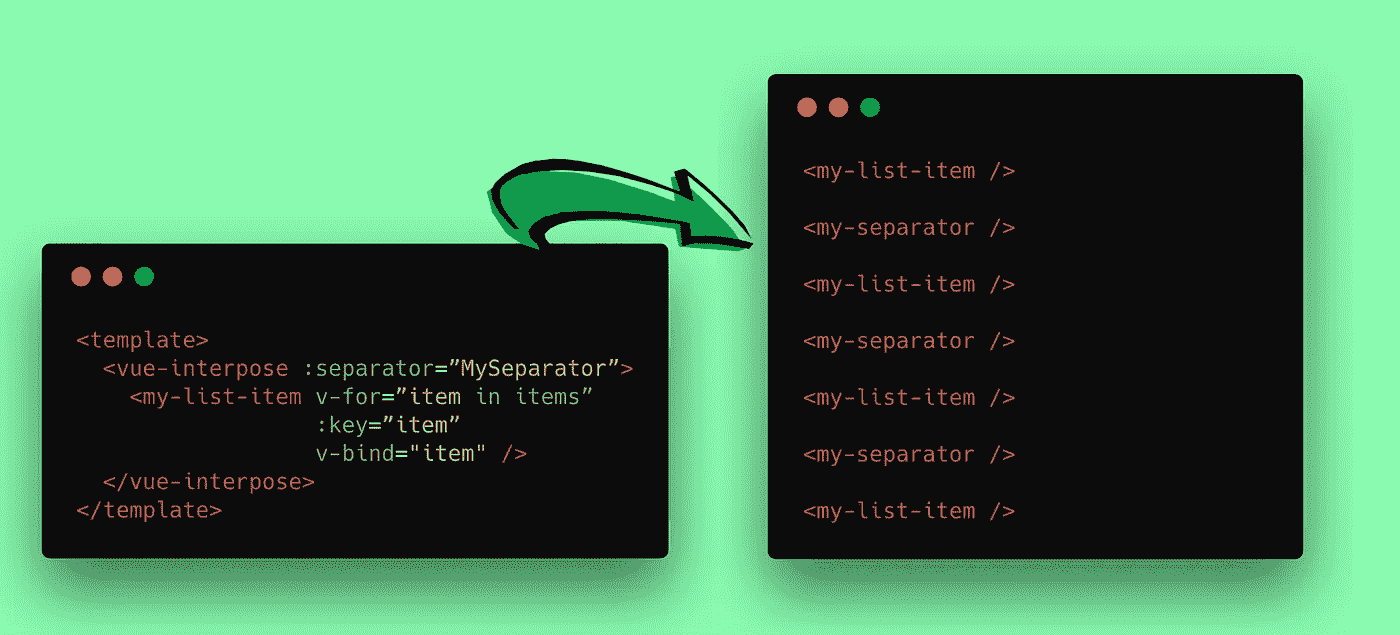 <template>
<vue-interpose :separator=”MySeparator”>
<my-list-item v-for=”item in items”
:key=”item”
v-bind="item" />
</vue-interpose>
</template>
<my-list-item />
<my-separator />
<my-list-item />
<my-separator />
<my-list-item />
<my-separator />
<my-list-item />